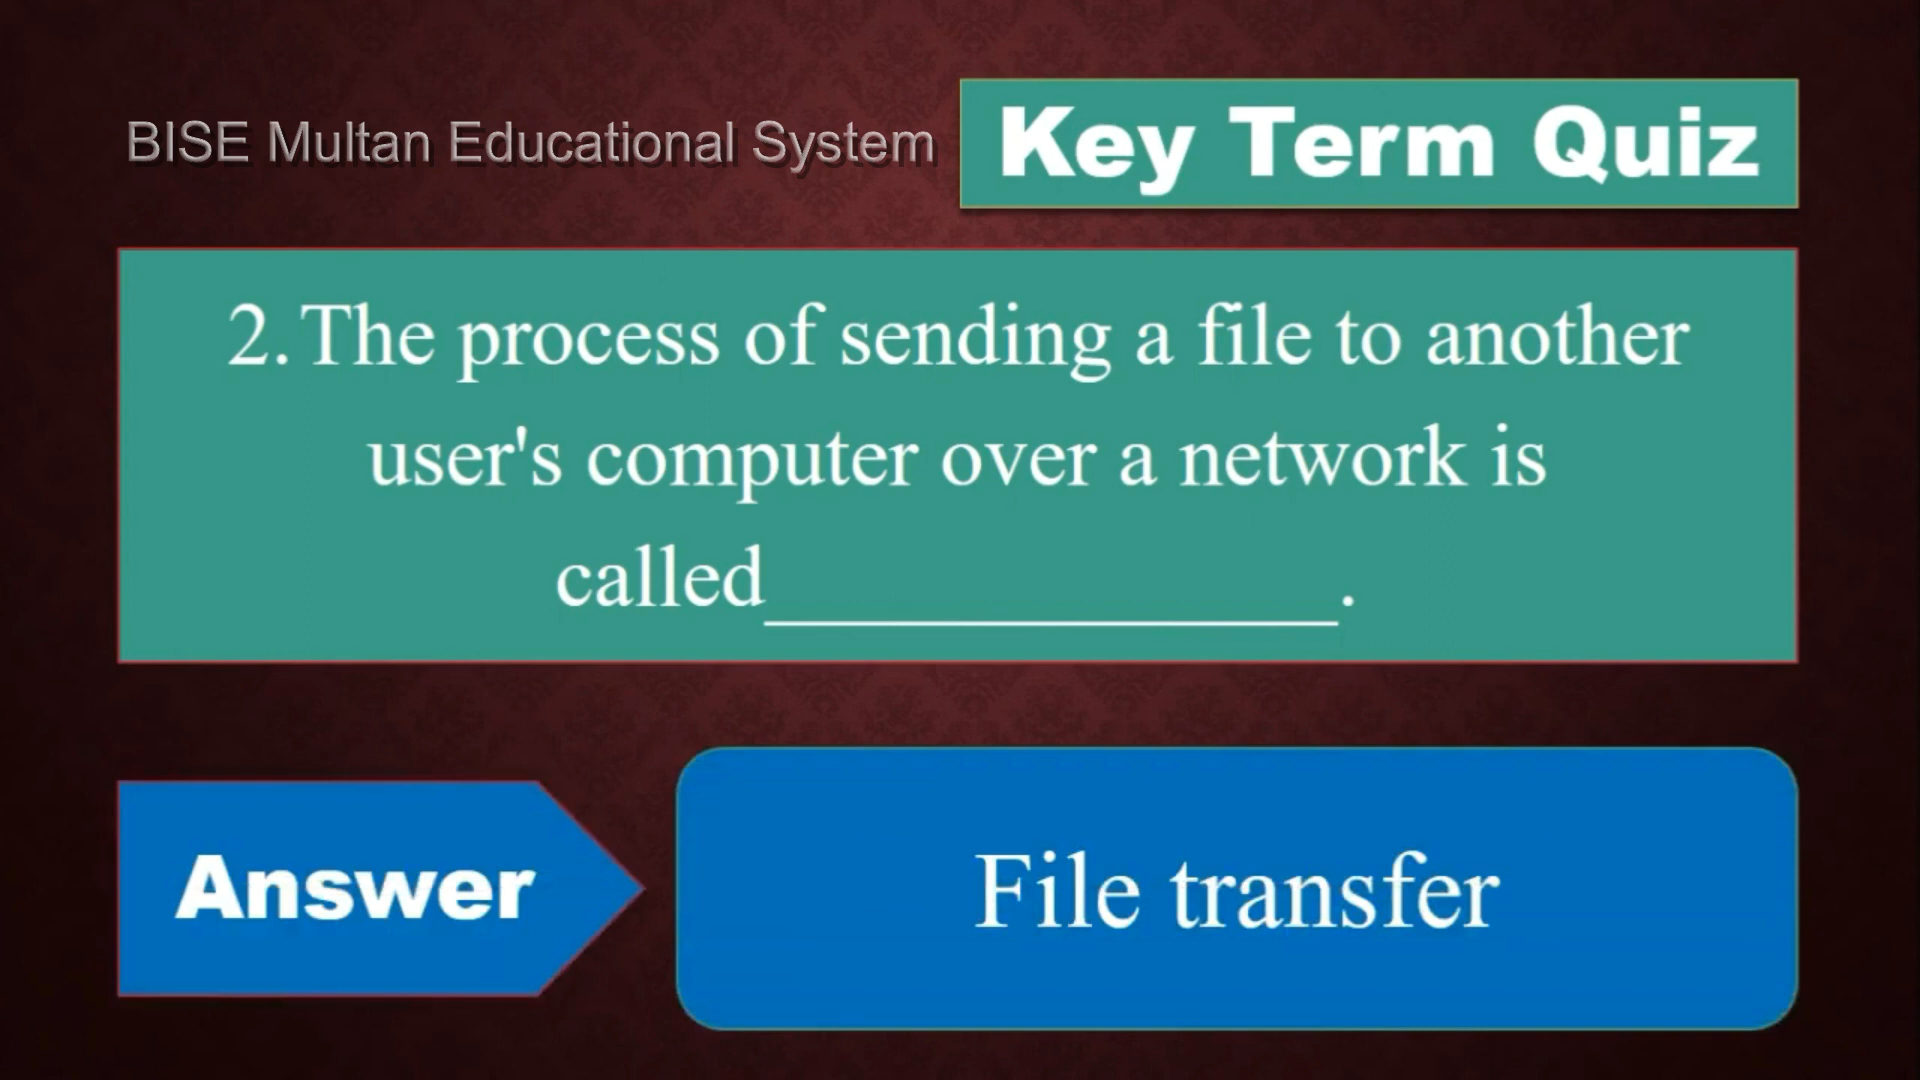 BISE Multan Educational System
Key Term Quiz
2. The process of sending a file to another
user's computer over a network is
called______________.
Answer
File transfer